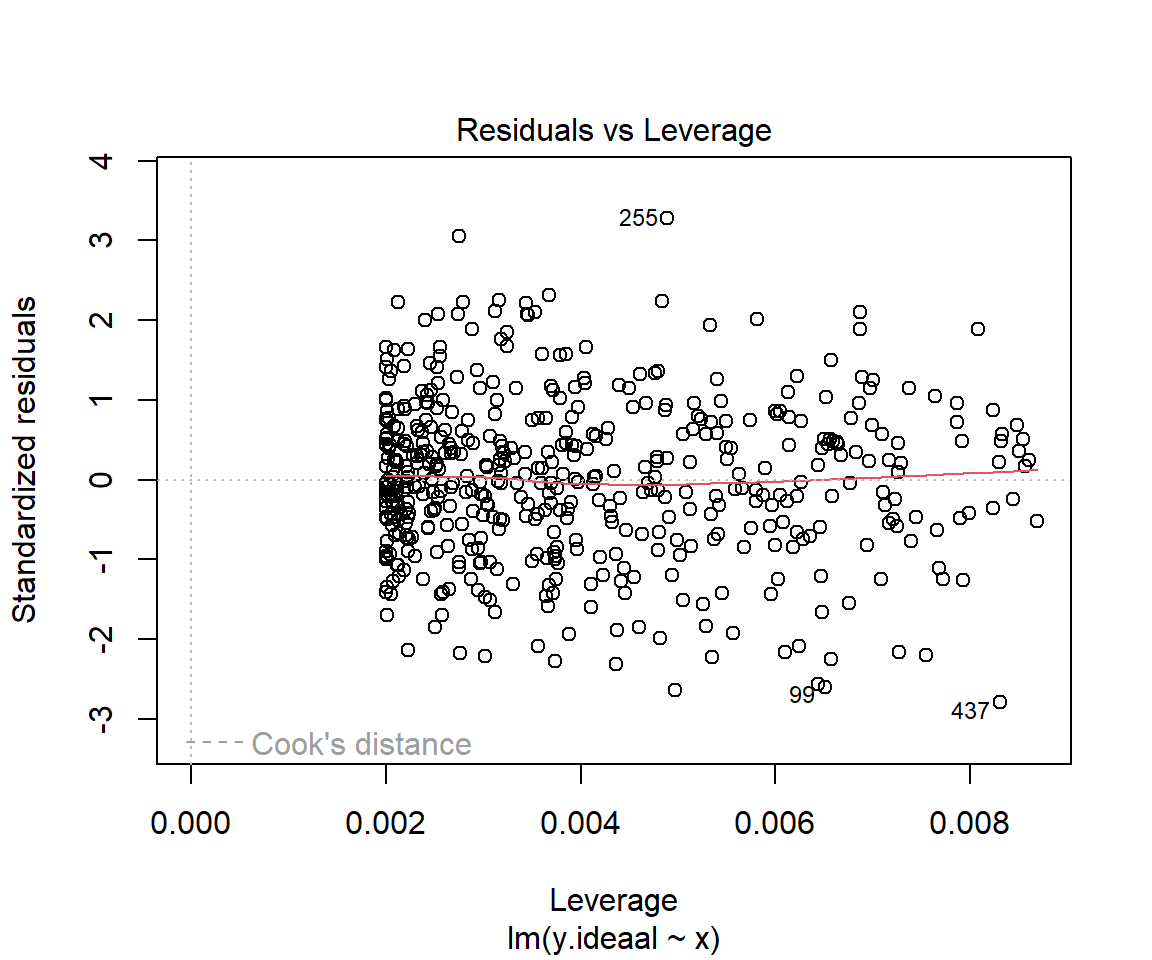 Residuals vs Leverage
Standardized residuals
4
3
2
1
0
-1
-2
-3
255
99
437
Cook's distance
0.000 0.002 0.004 0.006 0.008
Leverage
lm(y.ideaal ~ x)